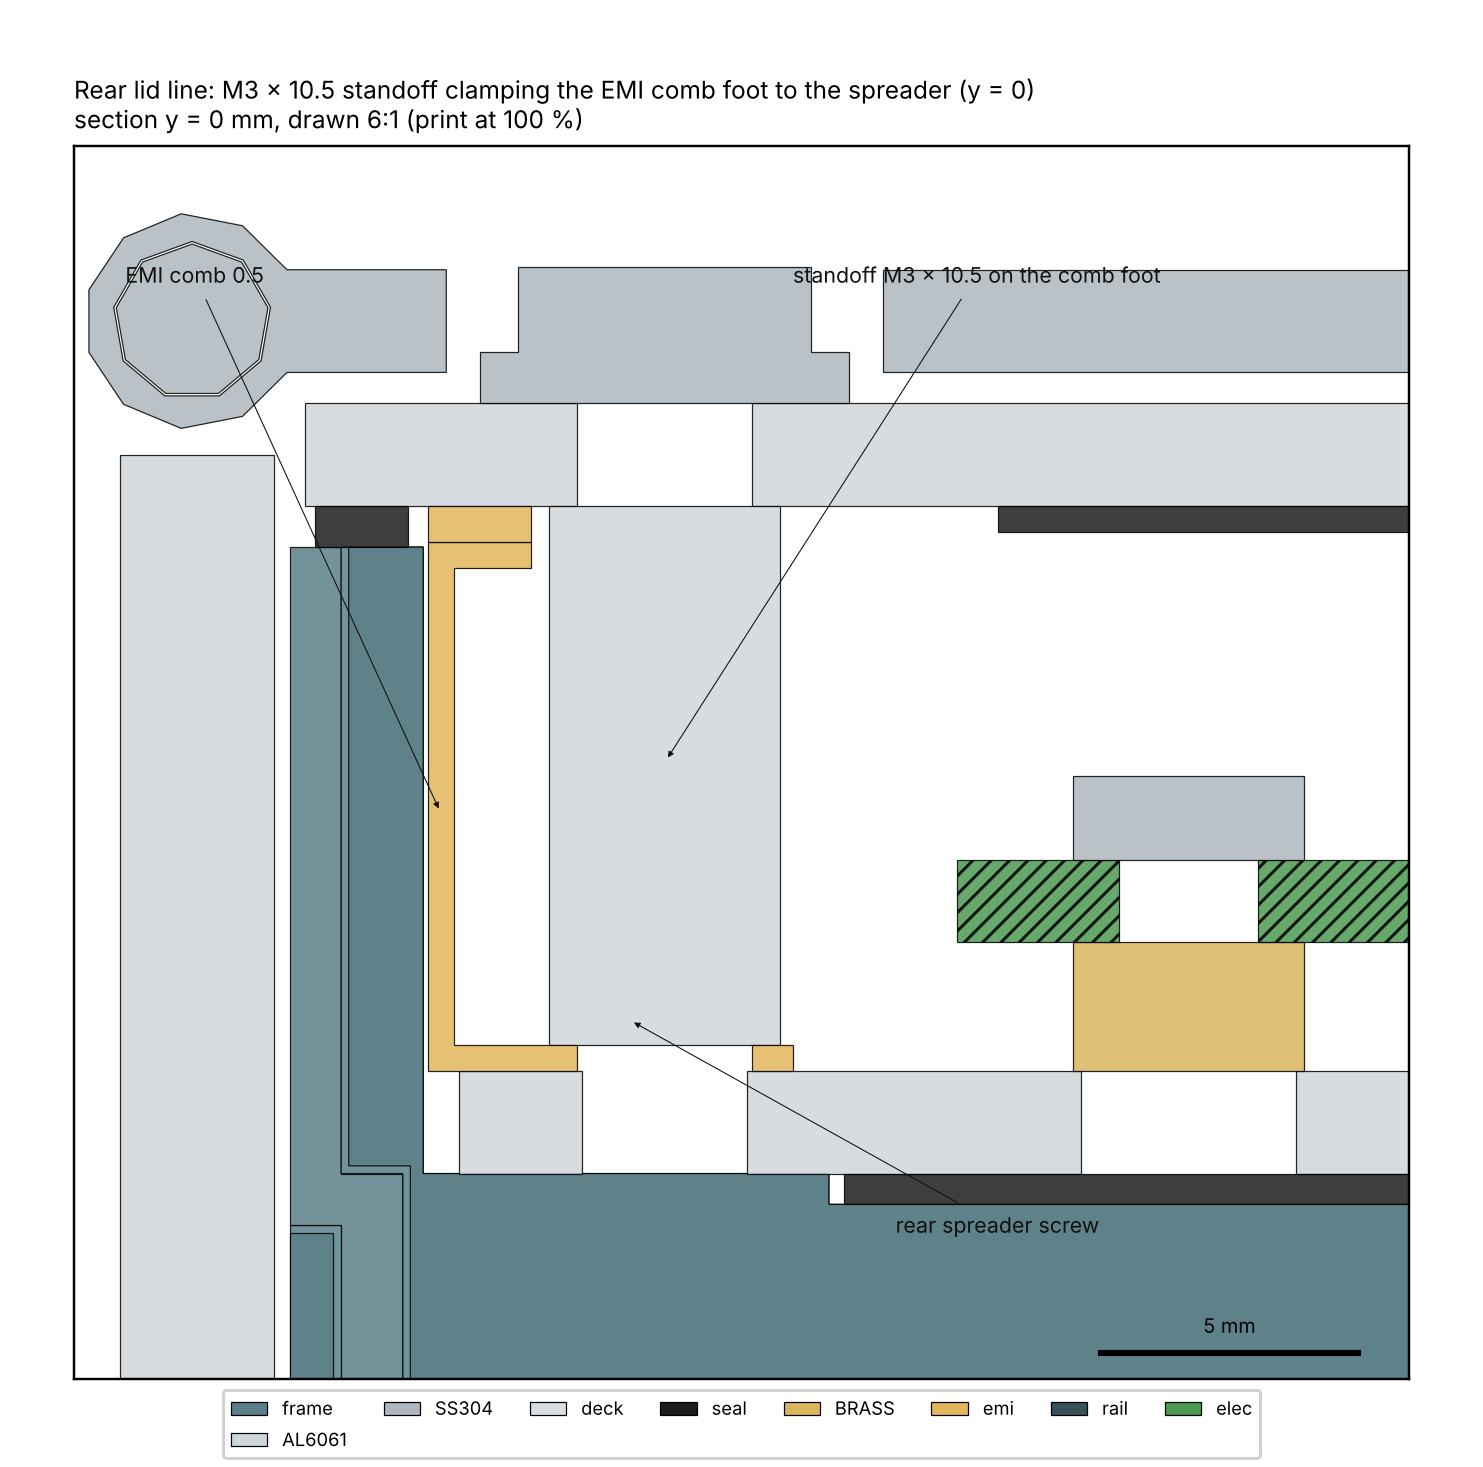 Rear lid line: M3 × 10.5 standoff clamping the EMI comb foot to the spreader (y = 0)
section y = 0 mm, drawn 6:1 (print at 100 %)
EMI comb 0.5
standoff M3 × 10.5 on the comb foot
rear spreader screw
5 mm
frame SS304 deck seal BRASS emi rail elec
AL6061